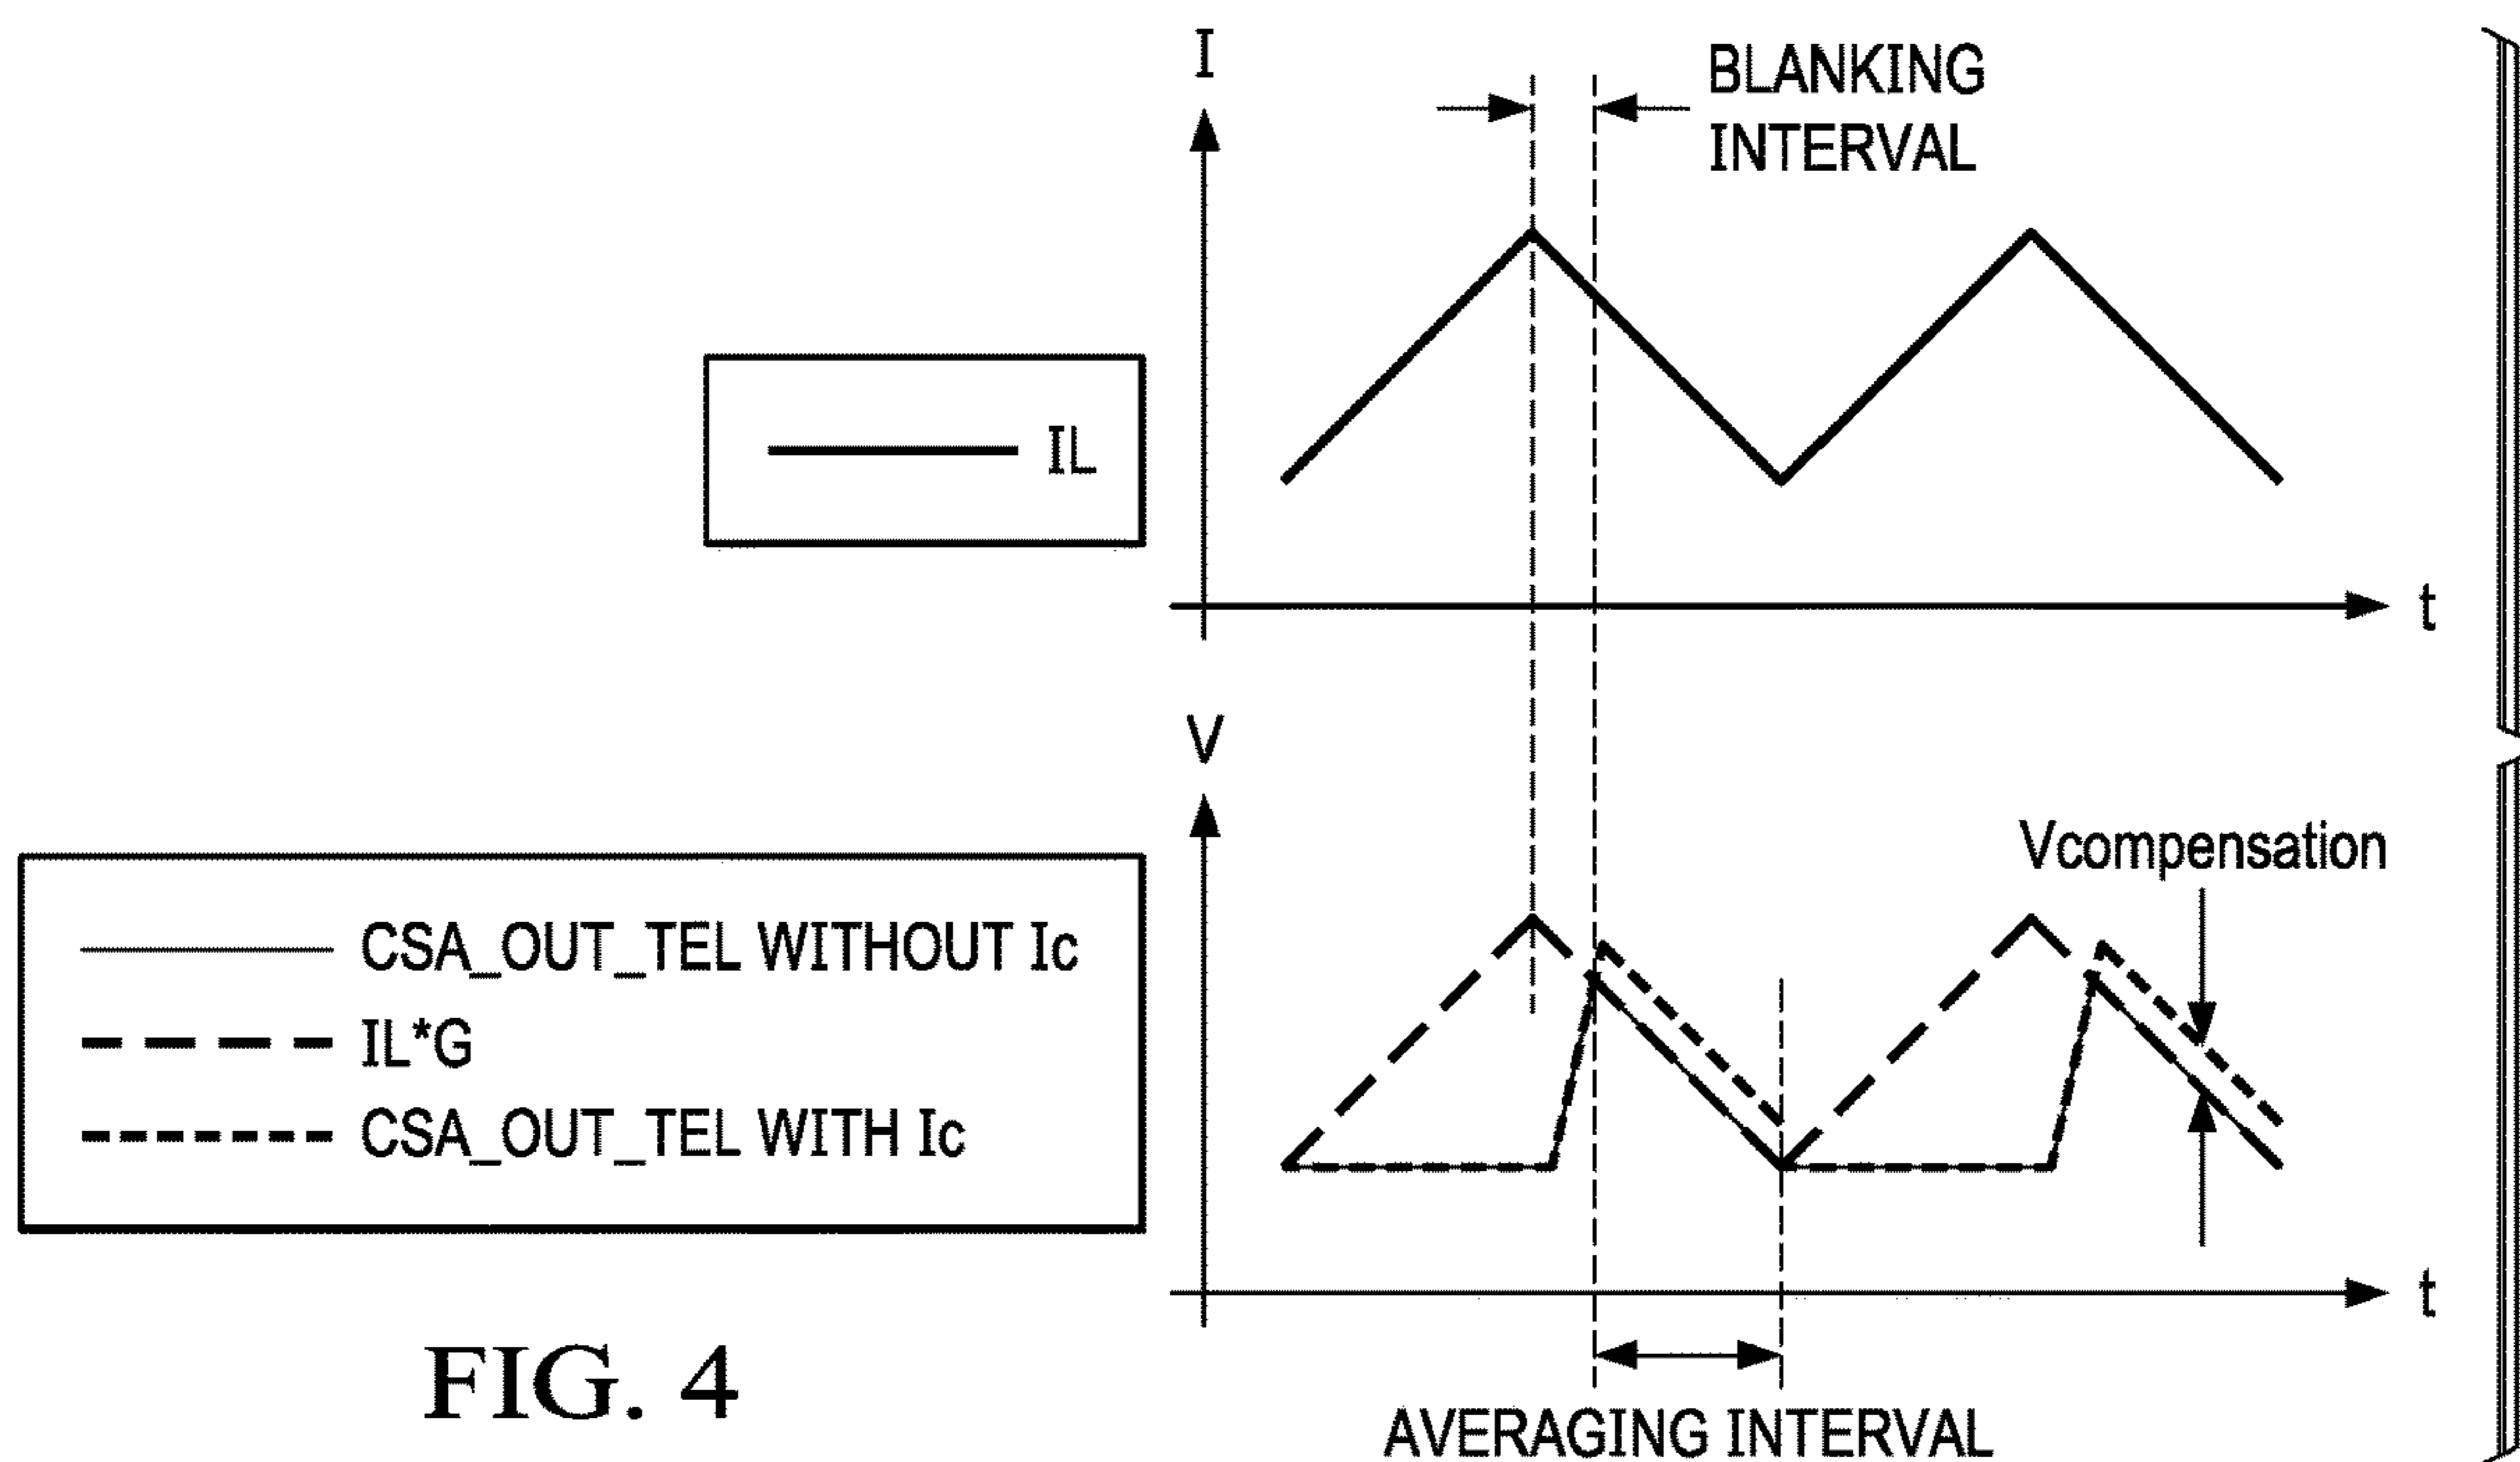 I
BLANKING
INTERVAL
IL
t
V
Vcompensation
CSA_OUT_TEL WITHOUT Ic
IL*G
CSA_OUT_TEL WITH Ic
t
FIG. 4
AVERAGING INTERVAL